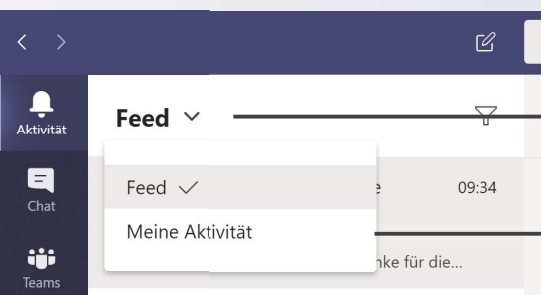 Aktivität
Feed
Feed
09:34
Chat
Meine Aktivität
nke für die...
Teams